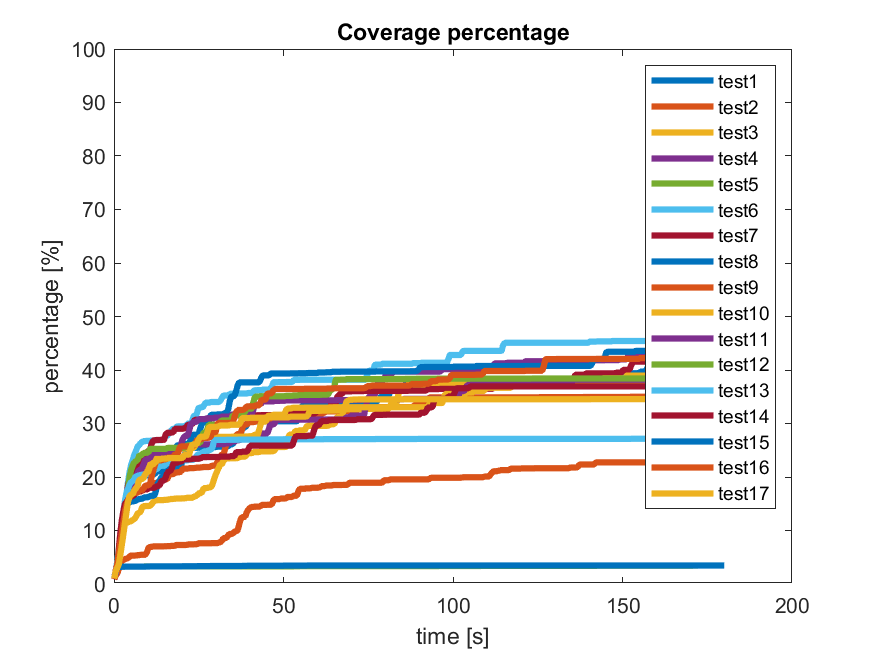 Coverage percentage
100
90
80
70
60
50
40
30
20
10
0
percentage [%]
0
50
100
150
200
time [s]
test1
test2
test3
test4
test5
test6
test7
test8
test9
test10
test11
test12
test13
test14
test15
test16
test17